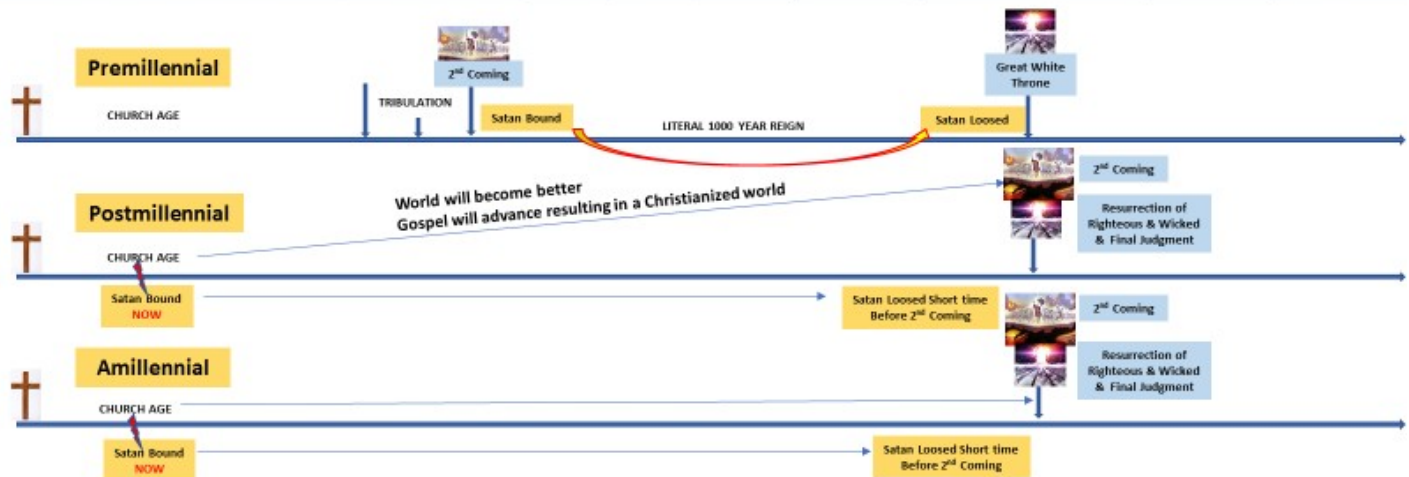 Premillennial
CHURCH AGE
TRIBULATION
2nd Coming
Satan Bound
LITERAL 1000 YEAR REIGN
Satan Loosed
Great White
Throne
Postmillennial
CHURCH AGE
World will become better
Gospel will advance resulting in a Christianized world
2nd Coming
Resurrection of
Righteous & Wicked
& Final Judgment
Satan Bound
NOW
Satan Loosed Short time
Before 2nd Coming
Amillennial
CHURCH AGE
2nd Coming
Resurrection of
Righteous & Wicked
& Final Judgment
Satan Bound
NOW
Satan Loosed Short time
Before 2nd Coming